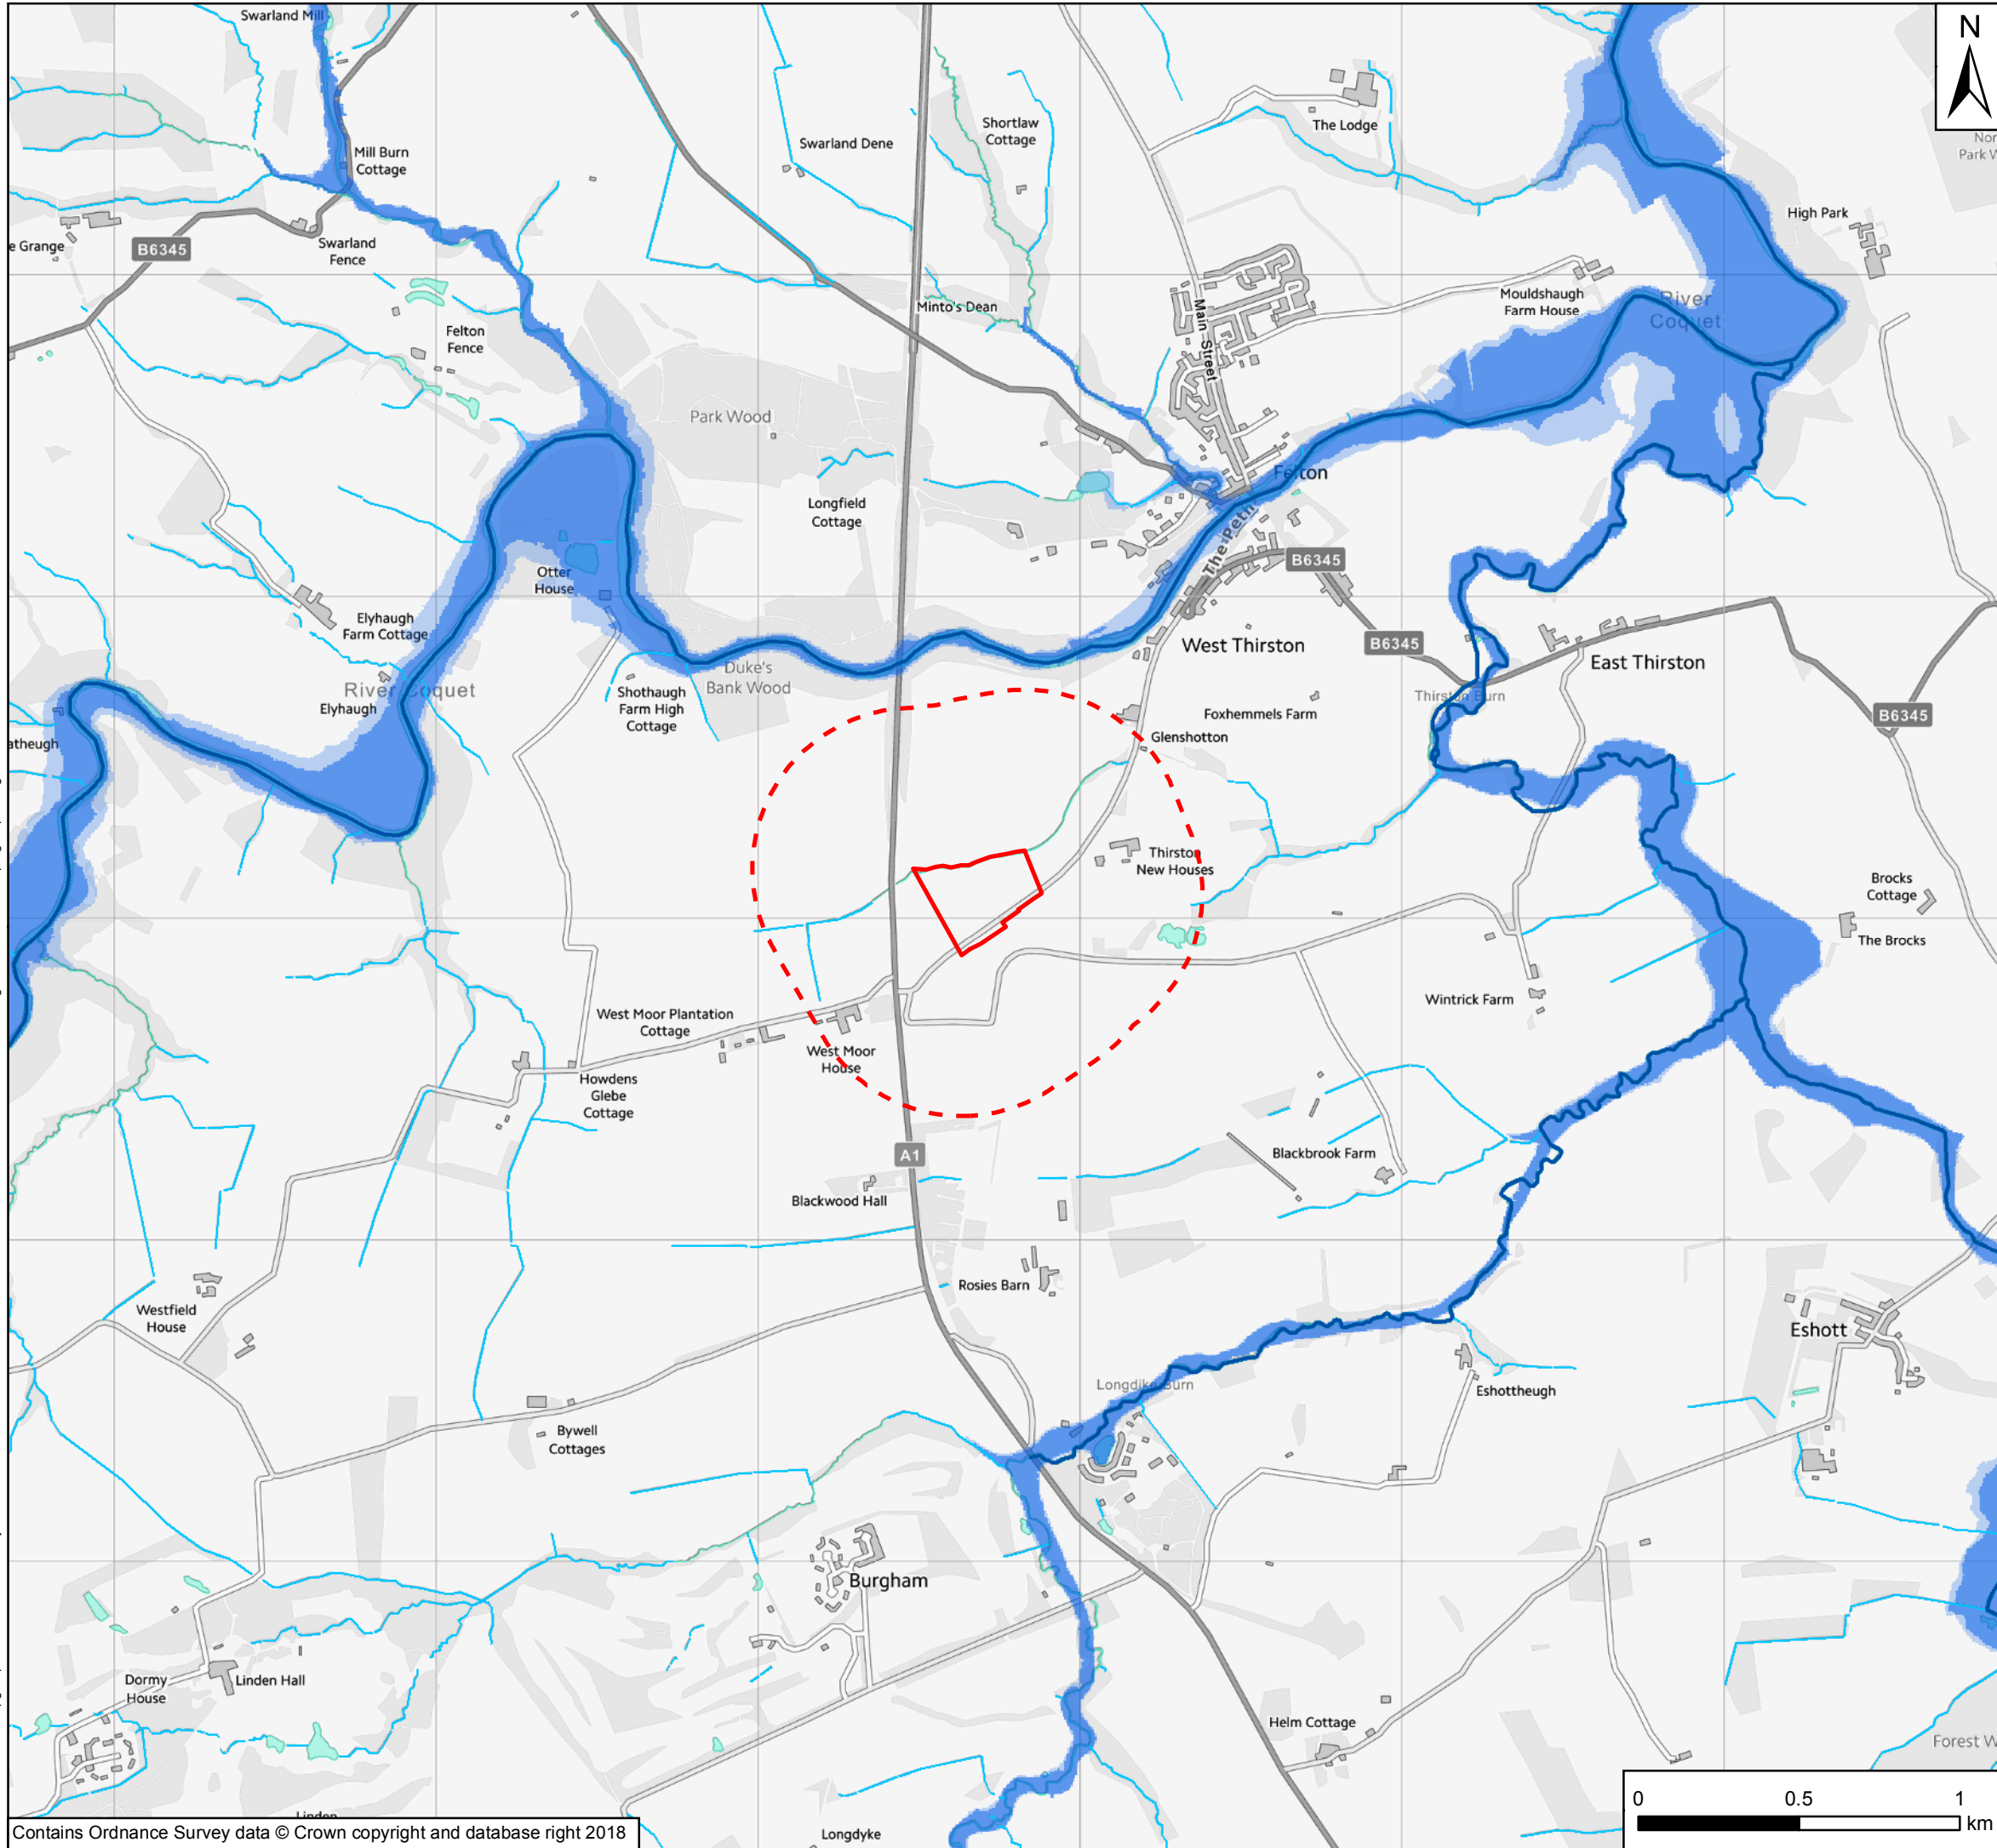 Swarland Mill
N
The Lodge
Shortlaw
Cottage
Swarland Dene
Mill Burn
Cottage
High Park
e Grange
B6345
Swarland
Fence
Mouldshaugh
Farm House
River
Coquet
Minto's Dean
Main Street
Felton
Fence
Park Wood
Felton
Longfield
Cottage
The Peth
B6345
Otter
House
Elyhaugh
Farm Cottage
B6345
West Thirston
East Thirston
River Coquet
Elyhaugh
Duke's
Bank Wood
Shothaugh
Farm High
Cottage
Thirston Burn
Foxhemmels Farm
B6345
atheugh
Glenshotton
Thirston
New Houses
Brocks
Cottage
The Brocks
Wintrick Farm
West Moor Plantation
Cottage
West Moor
House
Howdens
Glebe
Cottage
A1
Blackbrook Farm
Blackwood Hall
Rosies Barn
Westfield
House
Eshott
Longdike Burn
Eshottheugh
Bywell
Cottages
Burgham
Dormy
House
Linden Hall
Helm Cottage
Forest W
Longdyke
0 0.5 1
km
Contains Ordnance Survey data © Crown copyright and database right 2018